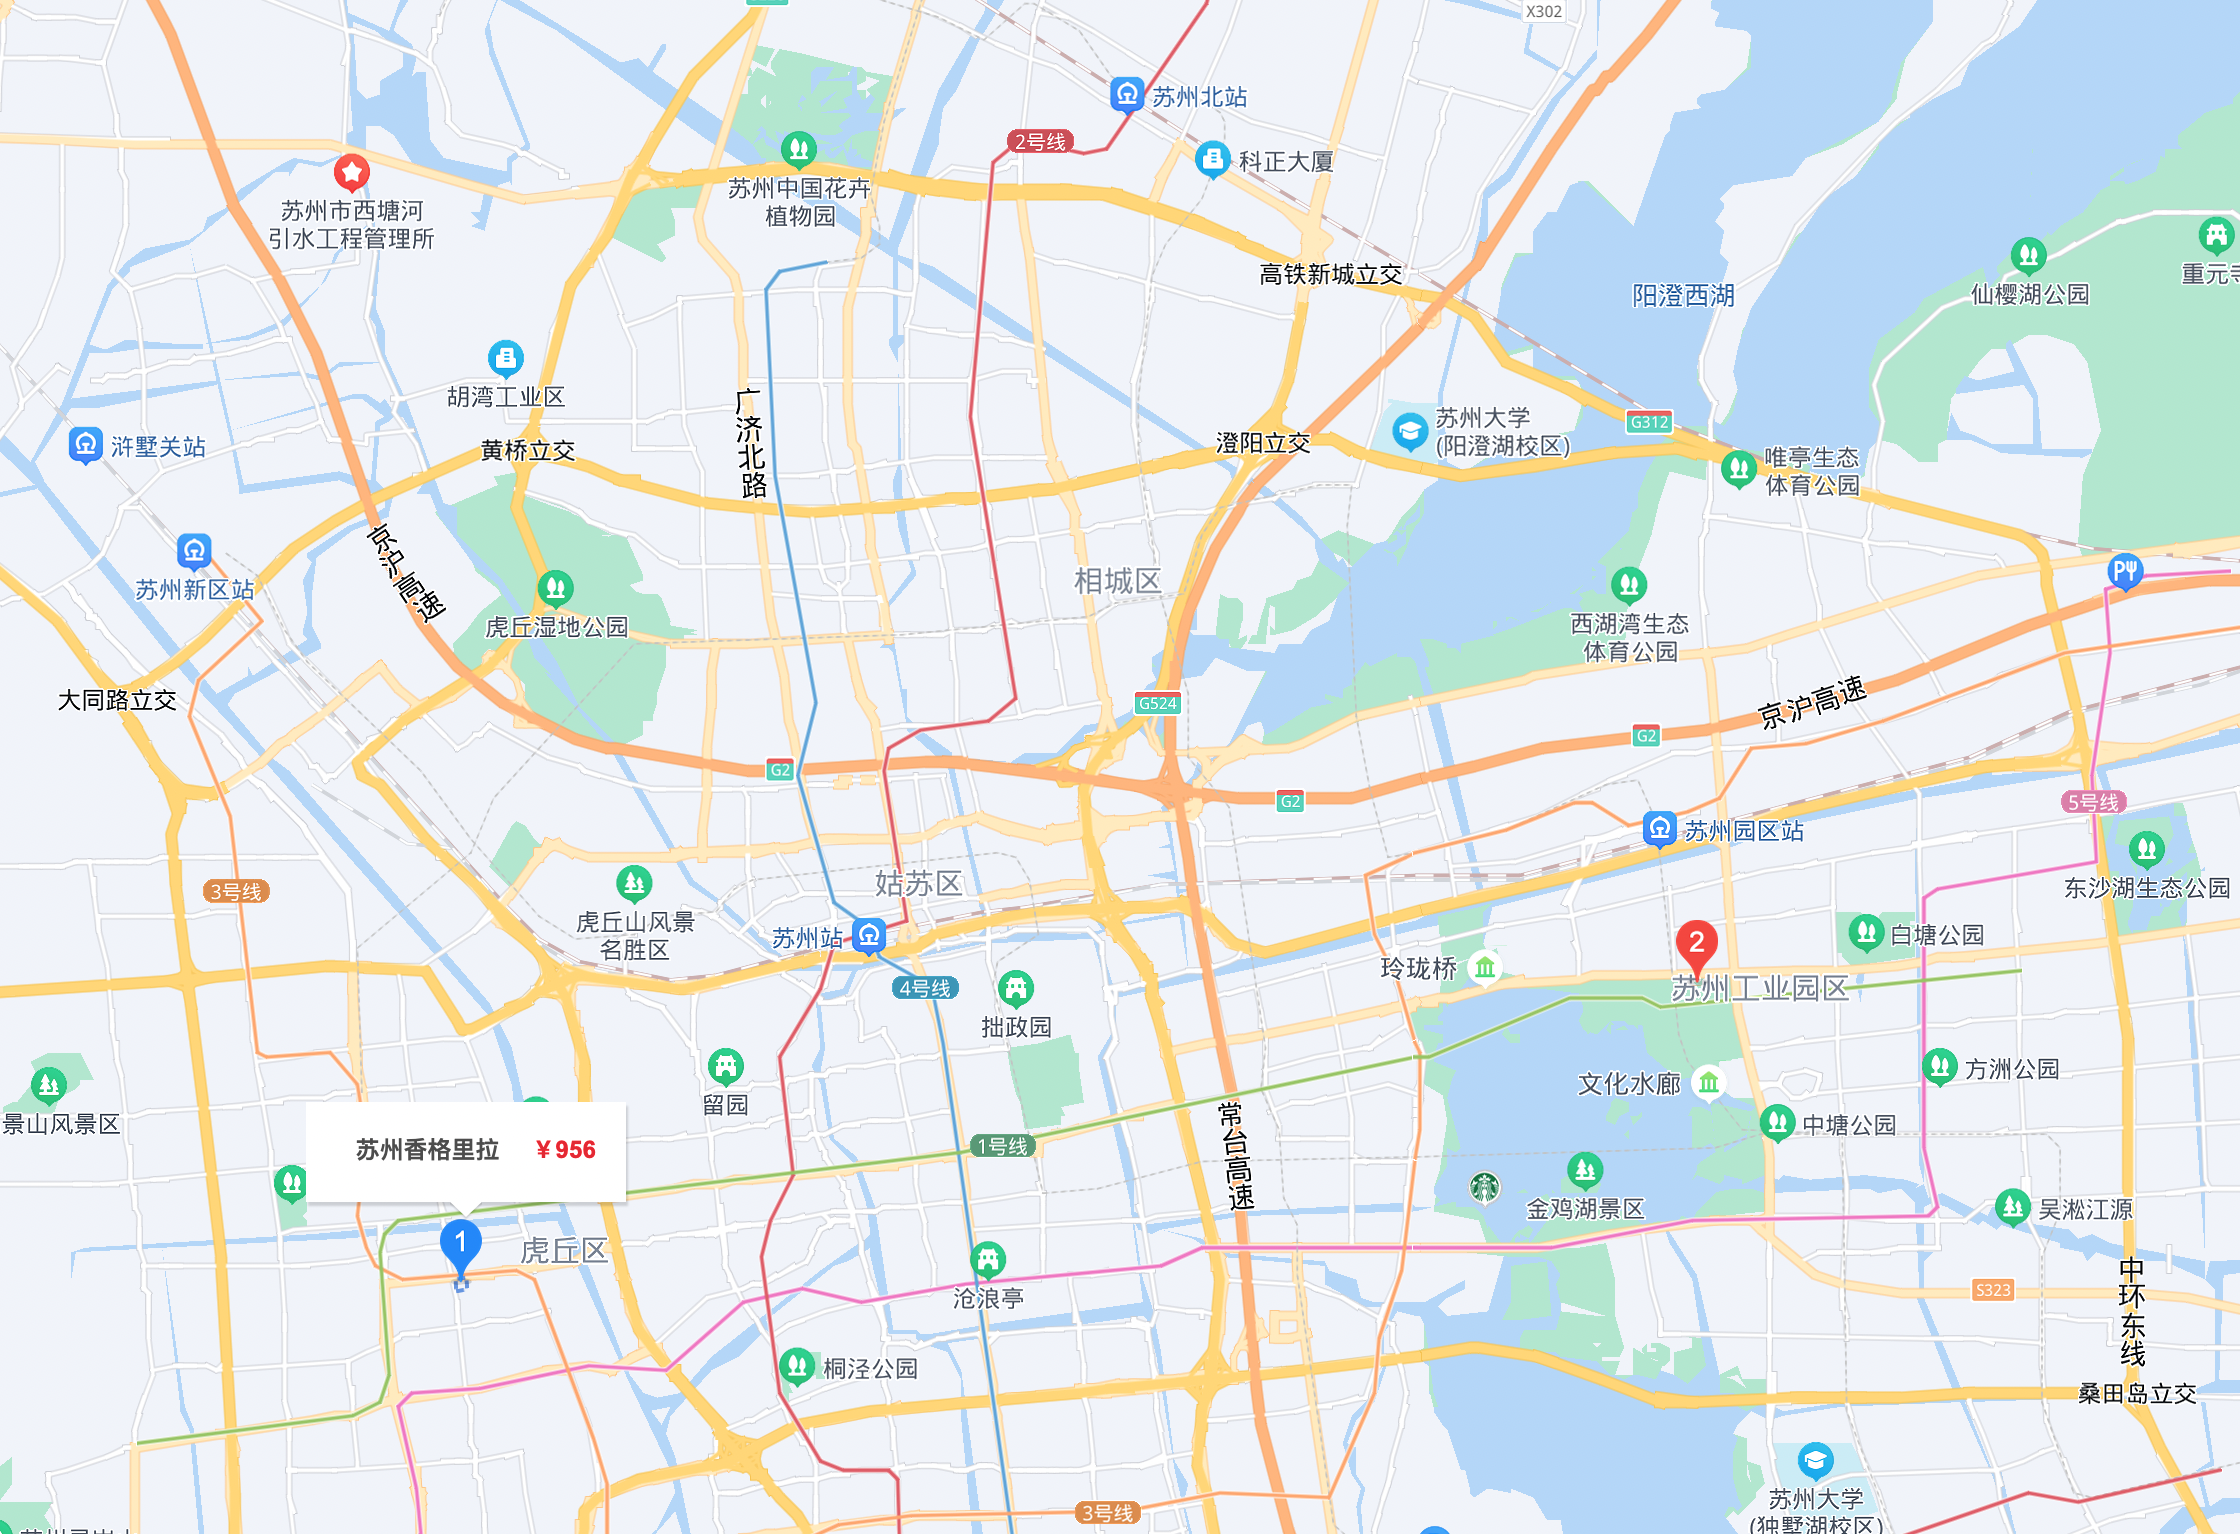 X302
苏州北站
2号线
科正大厦
苏州中国花卉
植物园
苏州市西塘河
引水工程管理所
高铁新城立交
阳澄西湖
仙樱湖公园
重元寺
胡湾工业区
广济北路
黄桥立交
浒墅关站
澄阳立交
苏州大学
(阳澄湖校区)
G312
唯亭生态
体育公园
京沪高速
苏州新区站
虎丘湿地公园
相城区
西湖湾生态
体育公园
大同路立交
G524
京沪高速
G2
G2
G2
5号线
苏州园区站
3号线
姑苏区
虎丘山风景
名胜区
苏州站
4号线
拙政园
玲珑桥
2
苏州工业园区
白塘公园
东沙湖生态公园
景山风景区
留园
文化水廊
方洲公园
中塘公园
苏州香格里拉 ¥956
1号线
常台高速
金鸡湖景区
吴淞江源
1
虎丘区
沧浪亭
S323
中环东线
桐泾公园
桑田岛立交
苏州大学
(独墅湖校区)
3号线